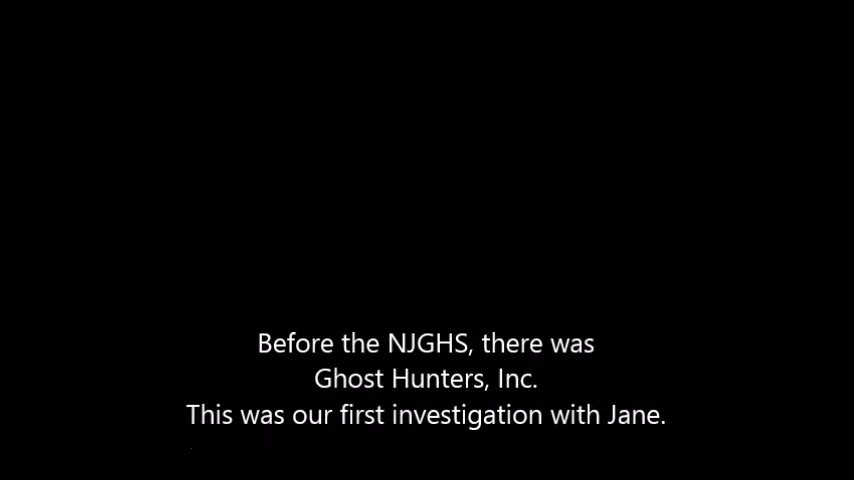 Before the NJGHS, there was
Ghost Hunters, Inc.
This was our first investigation with Jane.